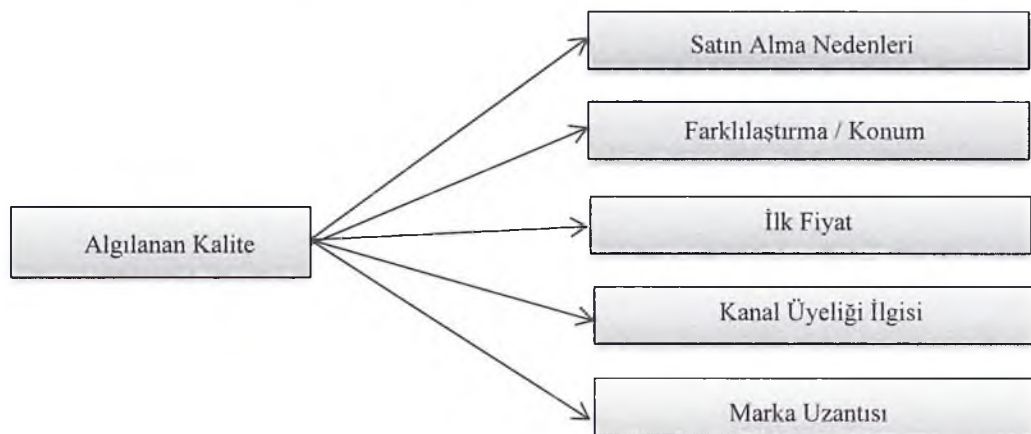 Satın Alma Nedenleri
Farklılaştırma / Konum
Algılanan Kalite
İlk Fiyat
Kanal Üyeliği İlgisi
Marka Uzantısı